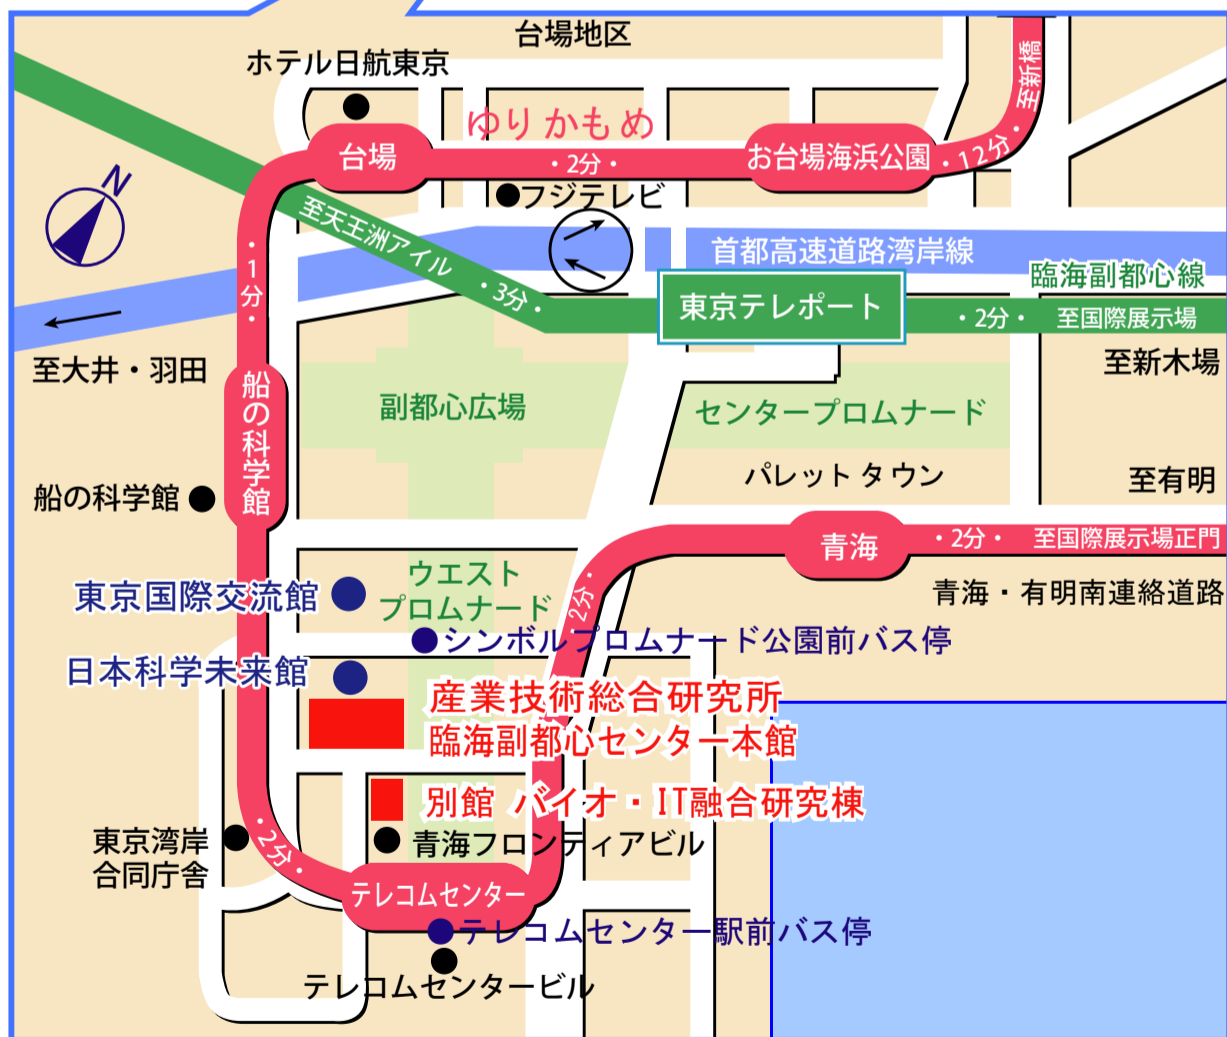 台場地区
ホテル日航東京
至新橋
ゆりかもめ
台場
・2分・
お台場海浜公園
・12分・
N
フジテレビ
至天王洲アイル
・3分・
首都高速道路湾岸線
臨海副都心線
・1分・
東京テレポート
・2分・ 至国際展示場
至大井・羽田
至新木場
船の科学館
副都心広場
センタープロムナード
パレットタウン
至有明
船の科学館
青海
・2分・ 至国際展示場正門
東京国際交流館
ウエスト
プロムナード
・2分・
青海・有明南連絡道路
シンボルプロムナード公園前バス停
日本科学未来館
産業技術総合研究所
臨海副都心センター本館
別館 バイオ・IT融合研究棟
東京湾岸
合同庁舎
・2分・
青海フロンティアビル
テレコムセンター
テレコムセンター駅前バス停
テレコムセンタービル